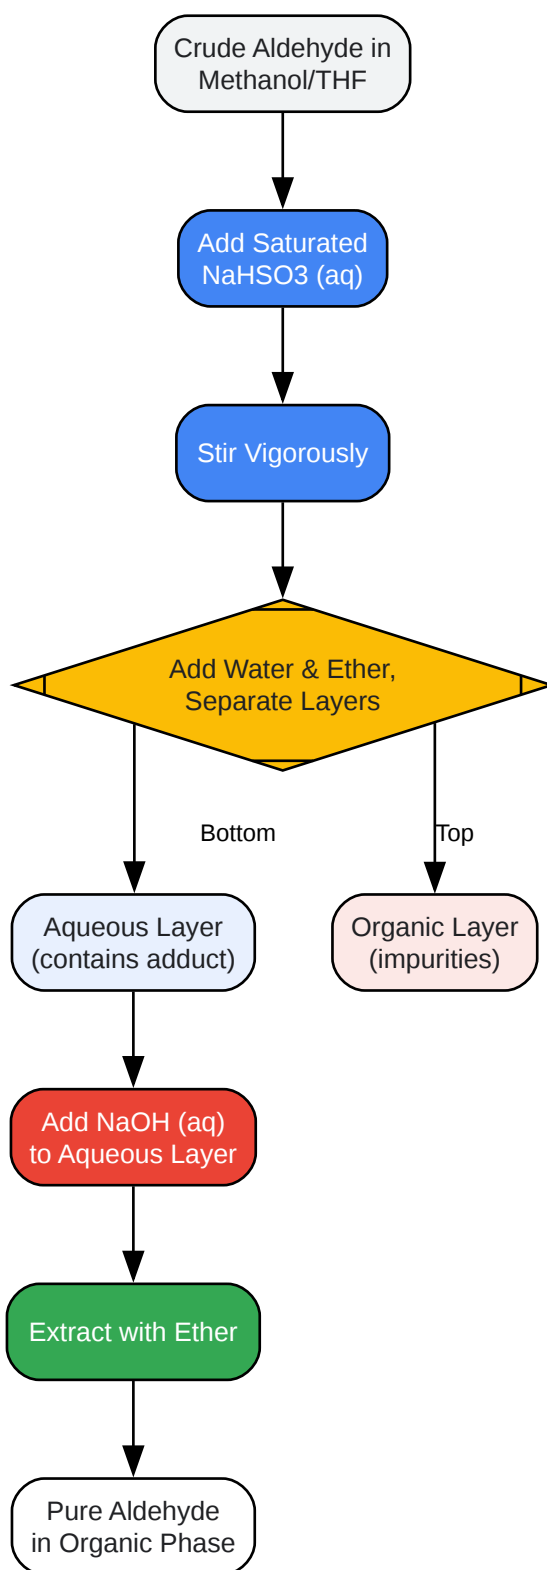 Crude Aldehyde in
Methanol/THF
Add Saturated
NaHSO3 (aq)
Stir Vigorously
Add Water & Ether,
Separate Layers
Bottom
Top
Aqueous Layer
(contains adduct)
Organic Layer
(impurities)
Add NaOH (aq)
to Aqueous Layer
Extract with Ether
Pure Aldehyde
in Organic Phase